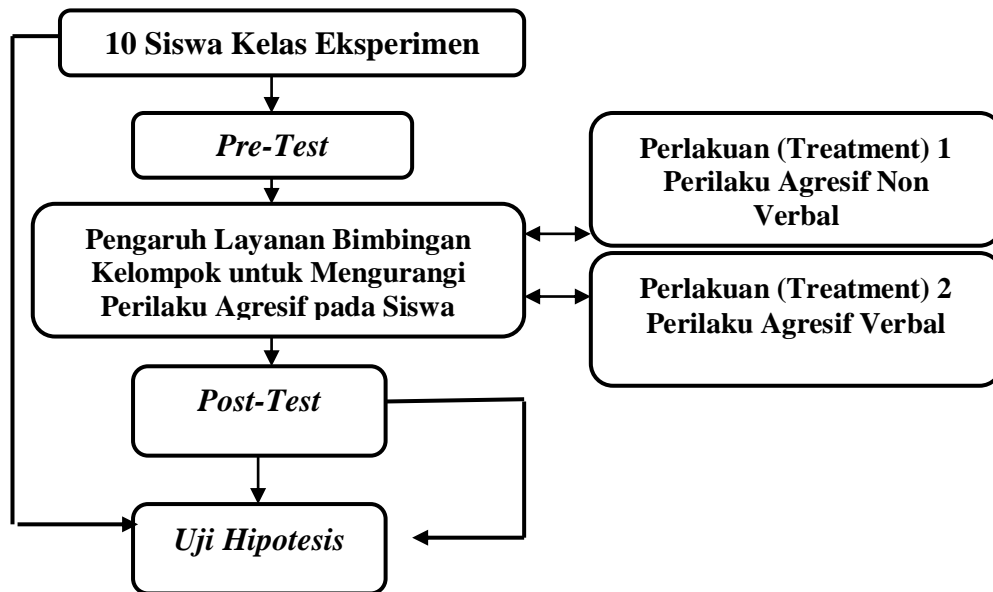 10 Siswa Kelas Eksperimen
Pre-Test
Pengaruh Layanan Bimbingan
Kelompok untuk Mengurangi
Perilaku Agresif pada Siswa
Perlakuan (Treatment) 1
Perilaku Agresif Non
Verbal
Perlakuan (Treatment) 2
Perilaku Agresif Verbal
Post-Test
Uji Hipotesis